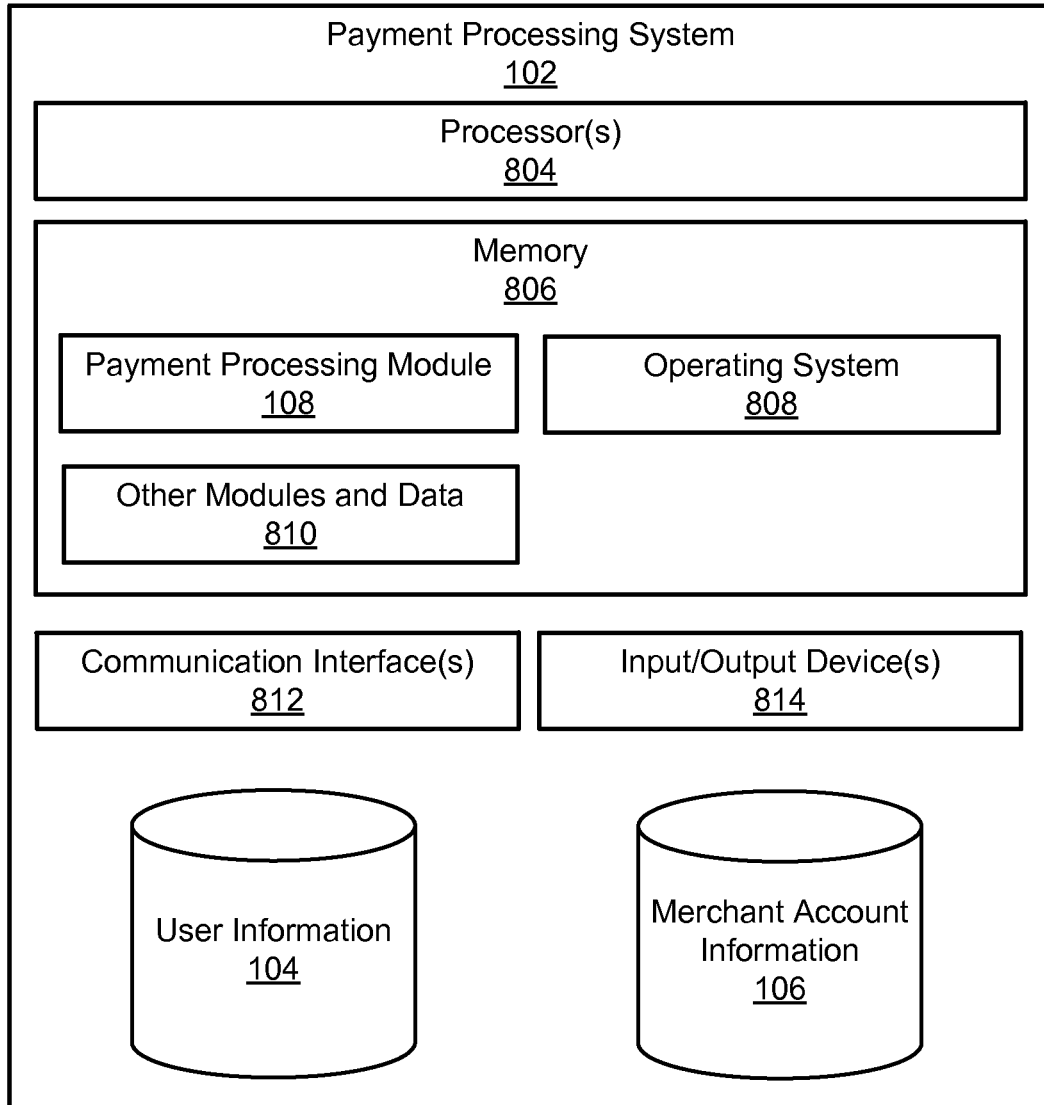 Payment Processing System
102
Processor(s)
804
Memory
806
Payment Processing Module
108
Operating System
808
Other Modules and Data
810
Communication Interface(s)
812
Input/Output Device(s)
814
User Information
104
Merchant Account
Information
106